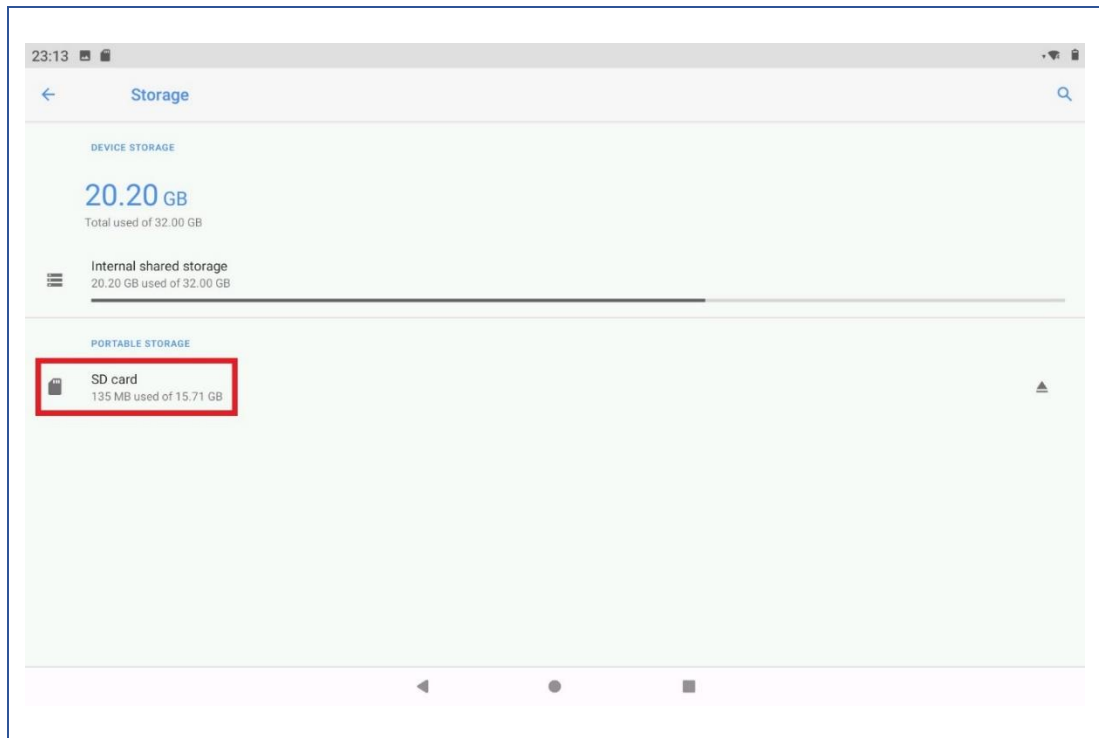 23:13
Storage
DEVICE STORAGE
20.20 GB
Total used of 32.00 GB
Internal shared storage
20.20 GB used of 32.00 GB
PORTABLE STORAGE
SD card
135 MB used of 15.71 GB